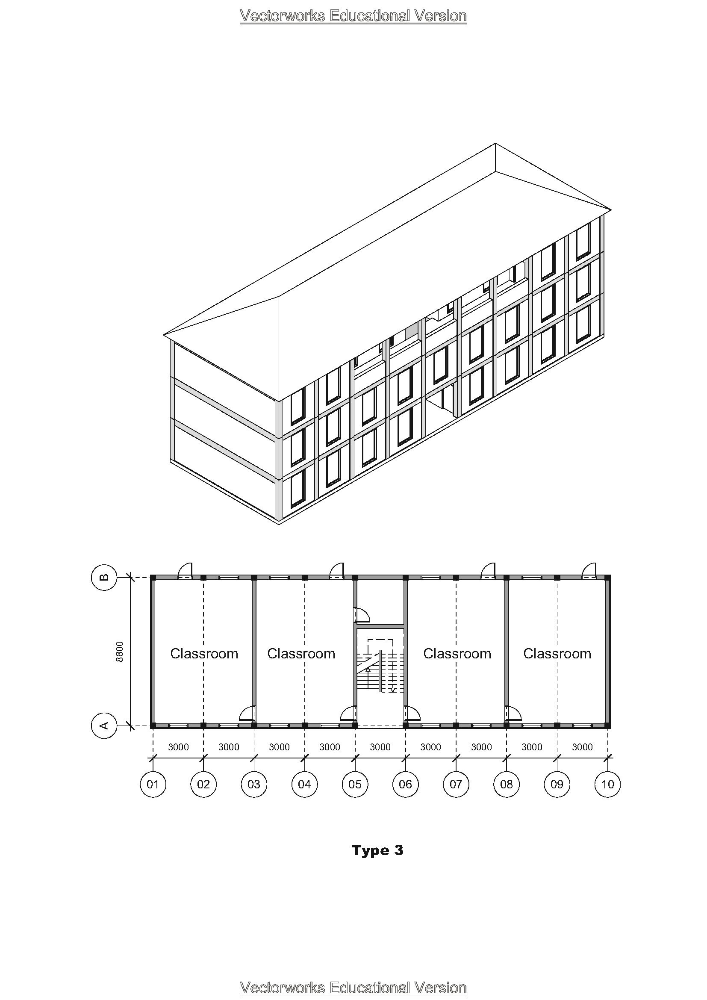 Vectorworks Educational Version
B
8800
A
Classroom Classroom Classroom Classroom
3000 3000 3000 3000 3000 3000 3000 3000 3000
01 02 03 04 05 06 07 08 09 10
Type 3
Vectorworks Educational Version